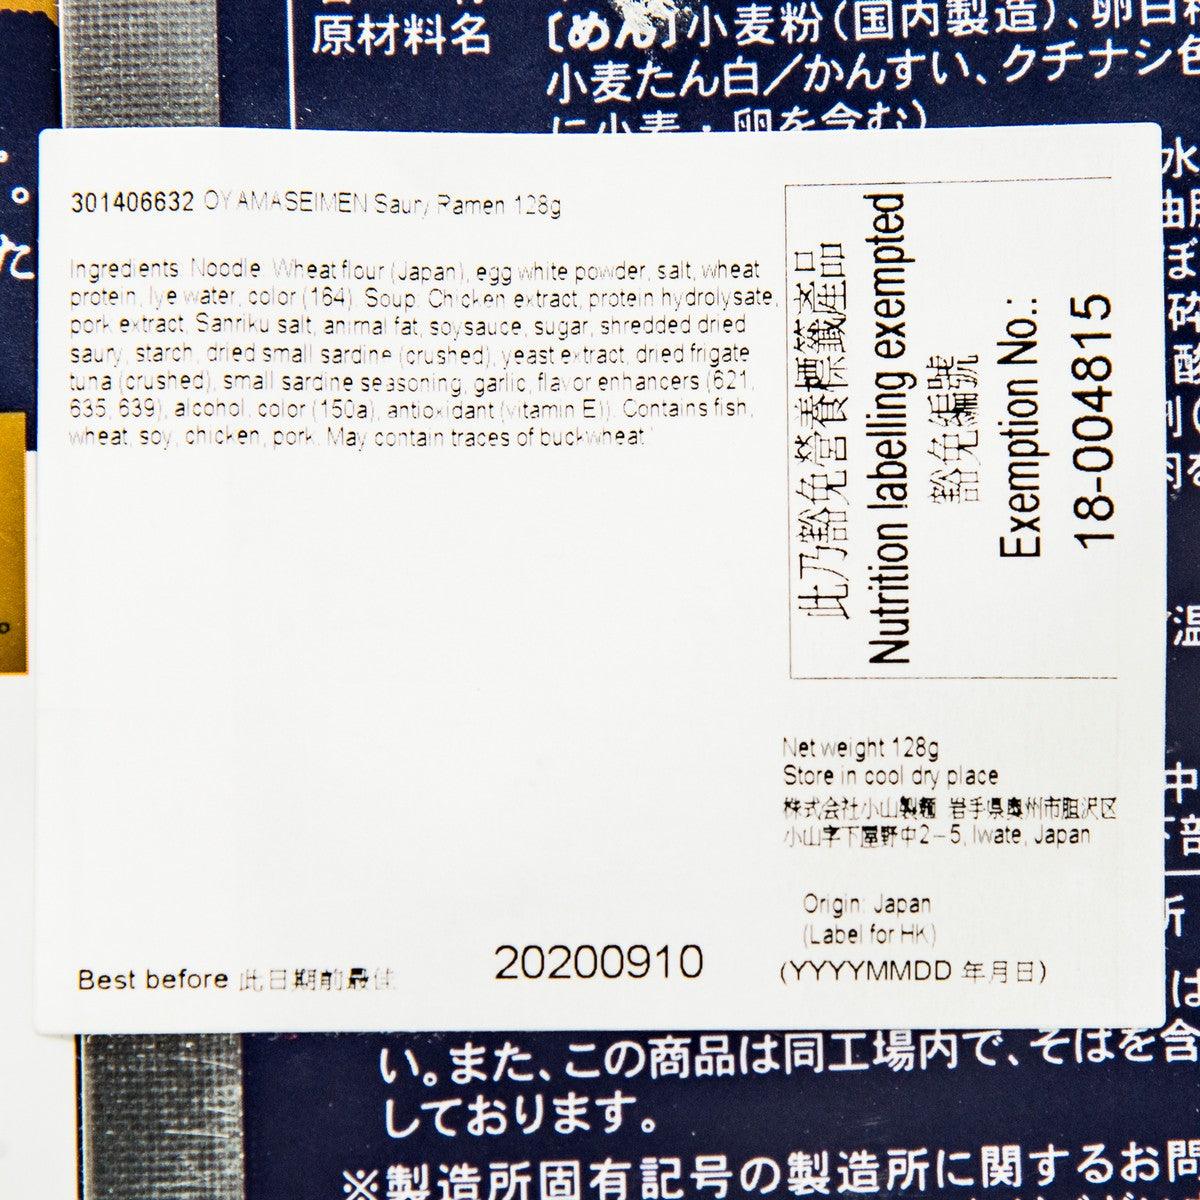 原材料名
〔めん〕小麦粉(国内製造)、卵白粉
小麦たん白／かんすい、クチナシ色
に小麦・卵を含む)
301406632 OYAMASEIMEN Saury Ramen 128g
Ingredients: Noodle: Wheat flour (Japan), egg white powder, salt, wheat
protein, lye water, color (164). Soup: Chicken extract, protein hydrolysate,
pork extract, Sanriku salt, animal fat, soysauce, sugar, shredded dried
saury, starch, dried small sardine (crushed), yeast extract, dried frigate
tuna (crushed), small sardine seasoning, garlic, flavor enhancers (621,
635, 639), alcohol, color (150a), antioxidant (vitamin E)). Contains fish,
wheat, soy, chicken, pork. May contain traces of buckwheat.
此乃豁免營養標籤產品
Nutrition labelling exempted
豁免編號
Exemption No.:
18-004815
Net weight 128g
Store in cool dry place
株式会社小山製麺 岩手県奥州市胆沢区
小山字下屋野中2-5, Iwate, Japan
Origin: Japan
(Label for HK)
Best before 此日期前最佳 20200910 (YYYYMMDD 年月日)
い。また、この商品は同工場内で、そばを含
しております。
※製造所固有記号の製造所に関するお問